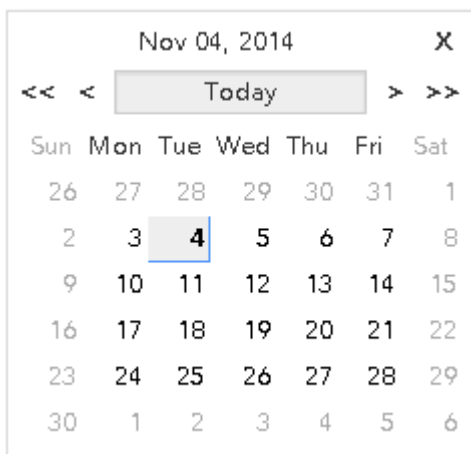 Nov 04, 2014 X
<< < Today > >>
Sun Mon Tue Wed Thu Fri Sat
26 27 28 29 30 31 1
2 3 4 5 6 7 8
9 10 11 12 13 14 15
16 17 18 19 20 21 22
23 24 25 26 27 28 29
30 1 2 3 4 5 6